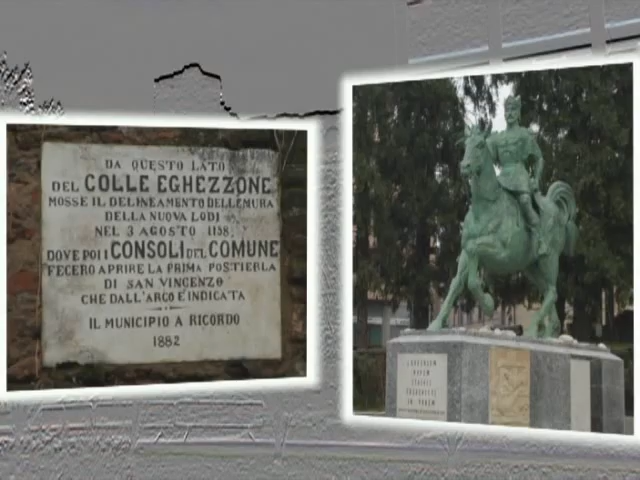 DA QUESTO LATO
DEL COLLE EGHEZZONE
MOSSE IL DELINEAMENTO DELLE MURA
DELLA NUOVA LODI
NEL 3 AGOSTO 1158
DOVE POI I CONSOLI DEL COMUNE
FECERO APRIRE LA PRIMA POSTIERLA
DI SAN VINCENZO
CHE DALL'ARCO E' INDICATA
IL MUNICIPIO A RICORDO
1882